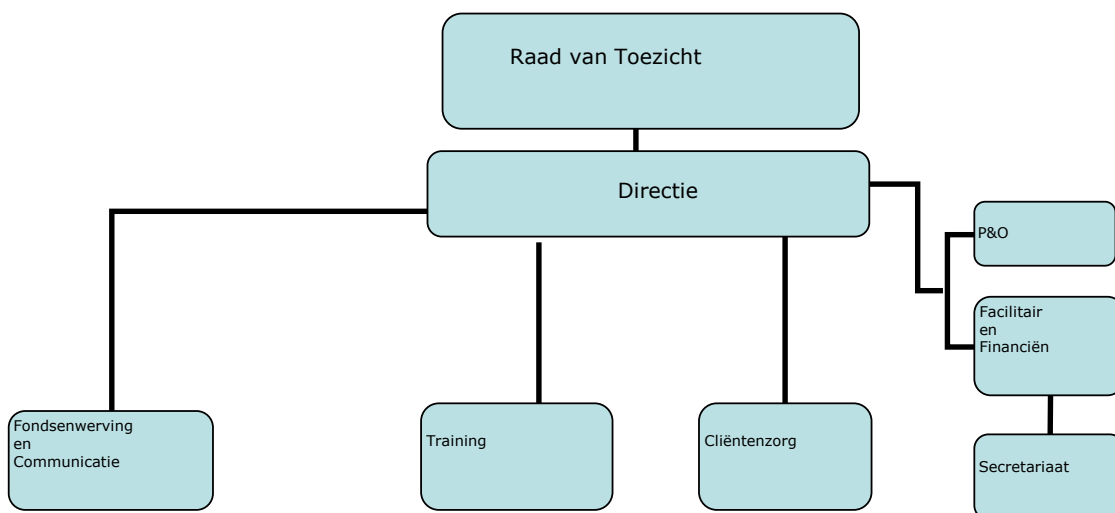 Raad van Toezicht
Directie
P&O
Facilitair
en
Financiën
Fondsenwerving
en
Communicatie
Training
Cliëntenzorg
Secretariaat